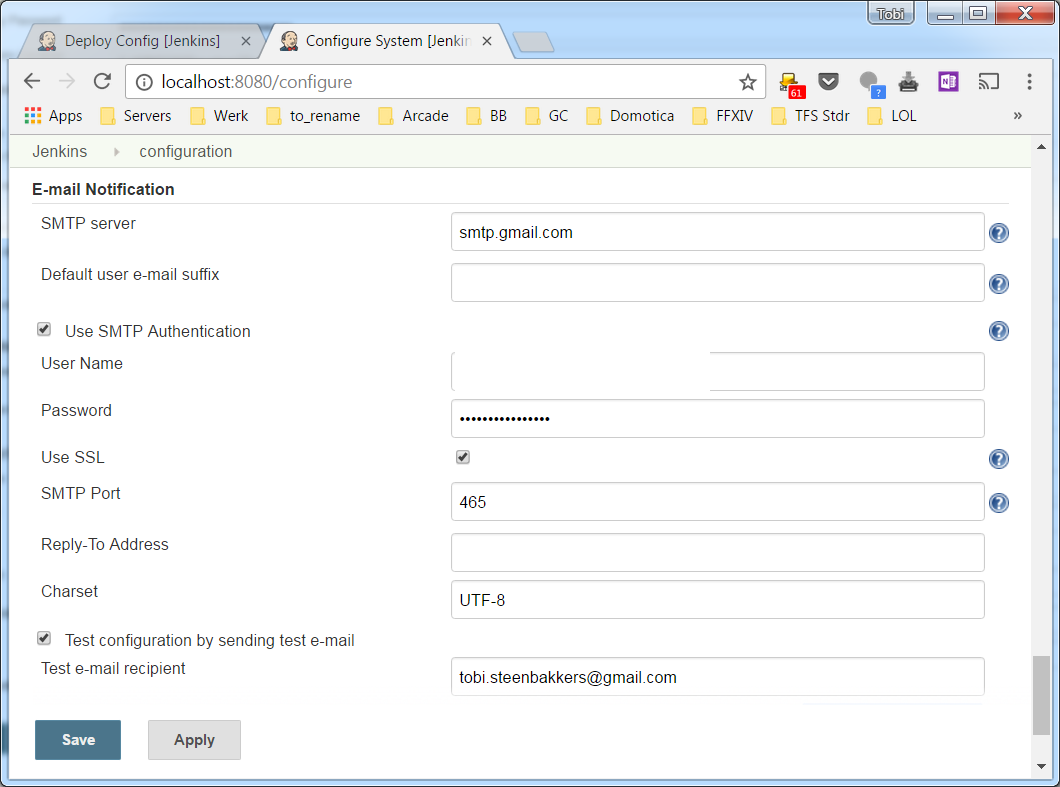 Tobi
Deploy Config [Jenkins]
Configure System [Jenkin
localhost:8080/configure
61
?
N
Apps
Servers
Werk
to_rename
Arcade
BB
GC
Domotica
FFXIV
TFS Stdr
LOL
»
Jenkins
configuration
E-mail Notification
SMTP server
smtp.gmail.com
?
Default user e-mail suffix
?
Use SMTP Authentication
?
User Name
Password
••••••••••••••••
Use SSL
?
SMTP Port
465
?
Reply-To Address
Charset
UTF-8
Test configuration by sending test e-mail
Test e-mail recipient
tobi.steenbakkers@gmail.com
Save
Apply